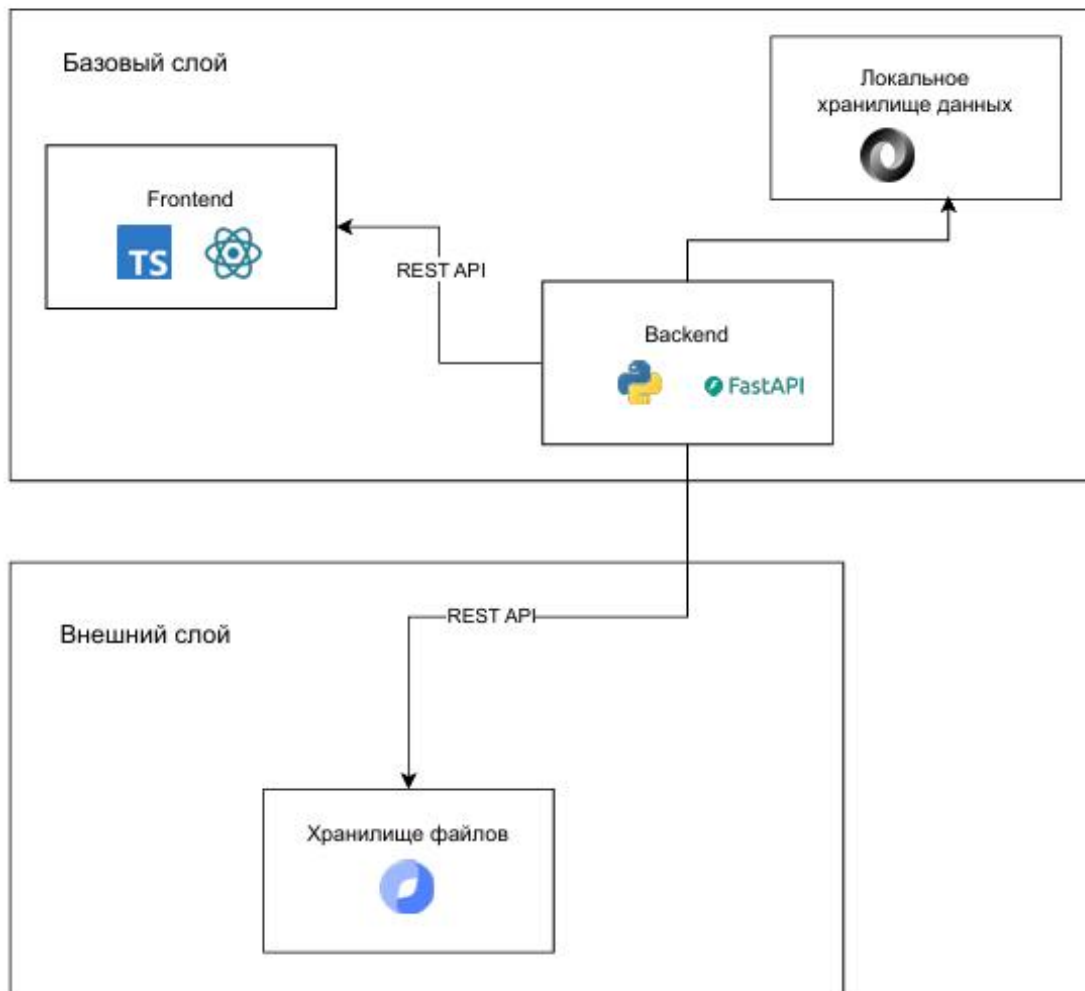 Базовый слой
Локальное
хранилище данных
Frontend
TS
REST API
Backend
FastAPI
REST API
Внешний слой
Хранилище файлов